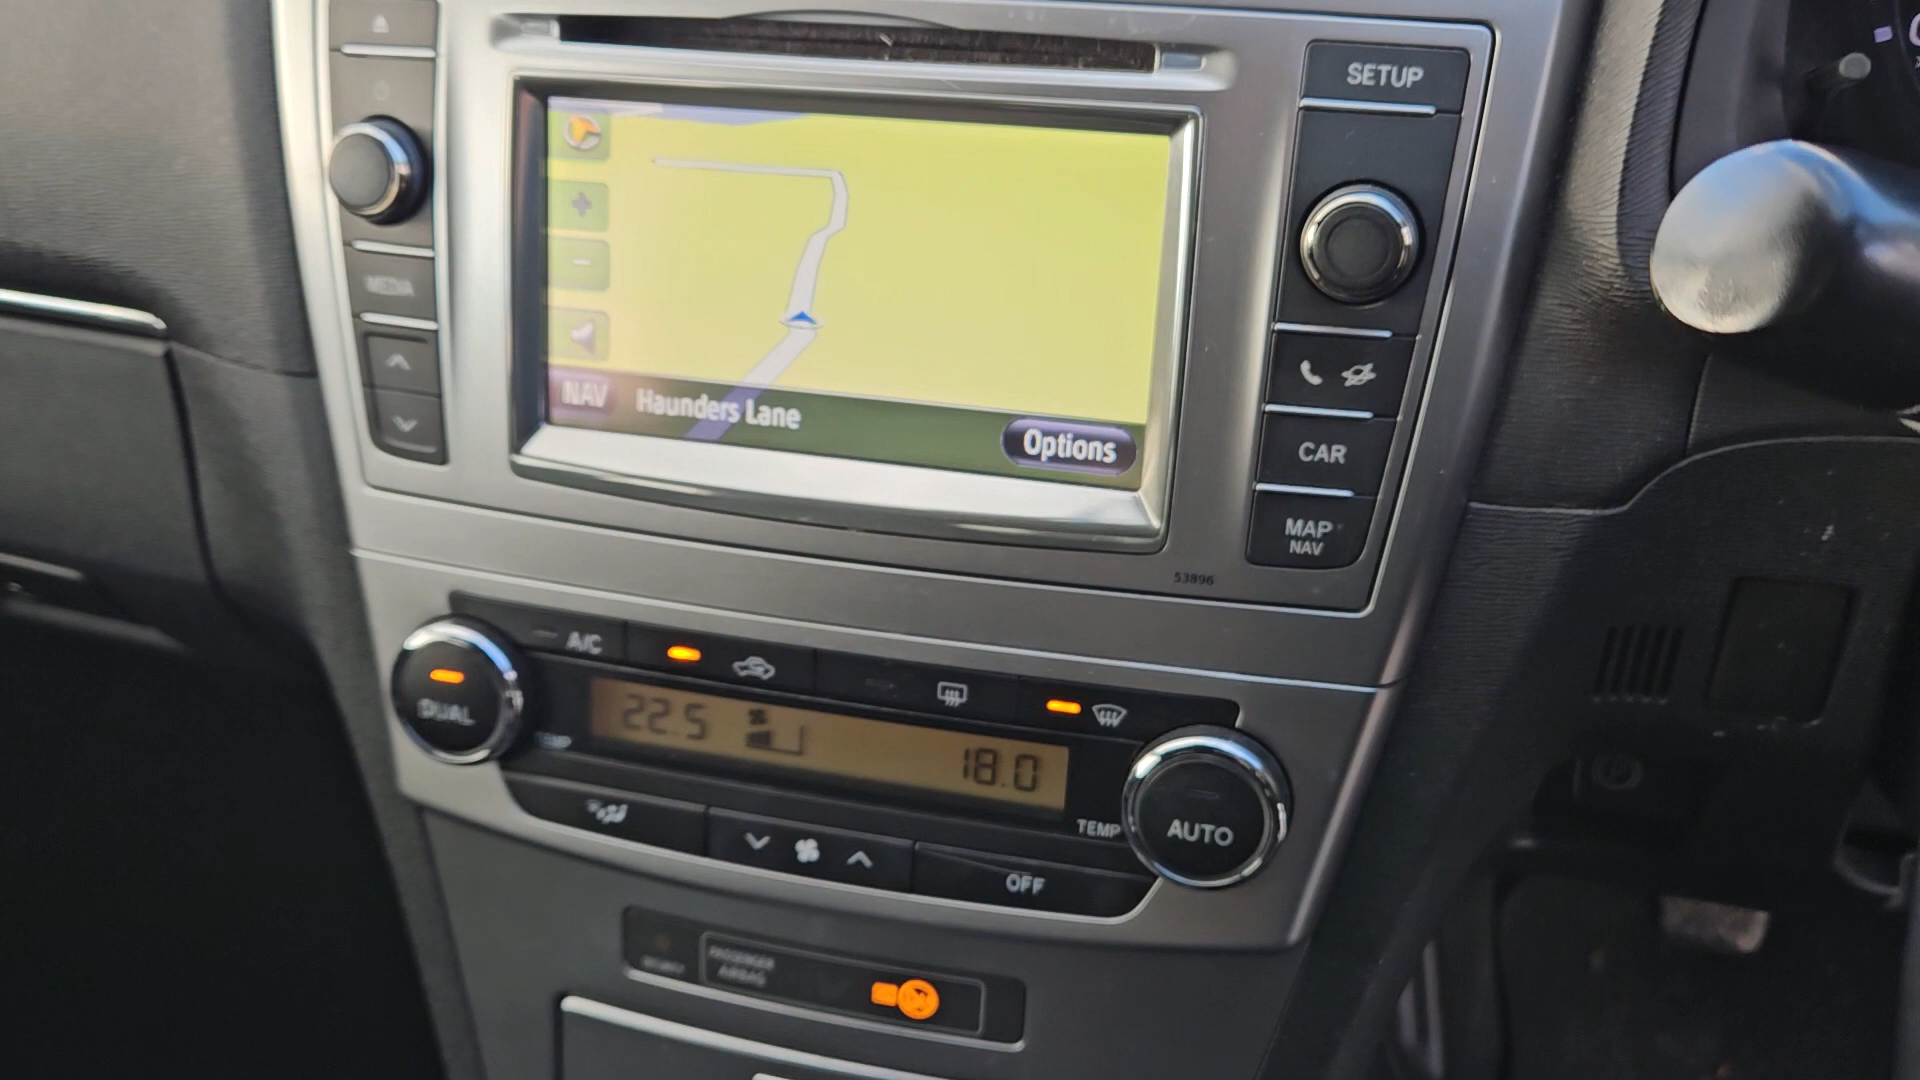 SETUP
MEDIA
NAV
Haunders Lane
Options
CAR
MAP
NAV
53896
A/C
DUAL
TEMP
22.5
18.0
TEMP
AUTO
OFF
PASSENGER
AIRBAG